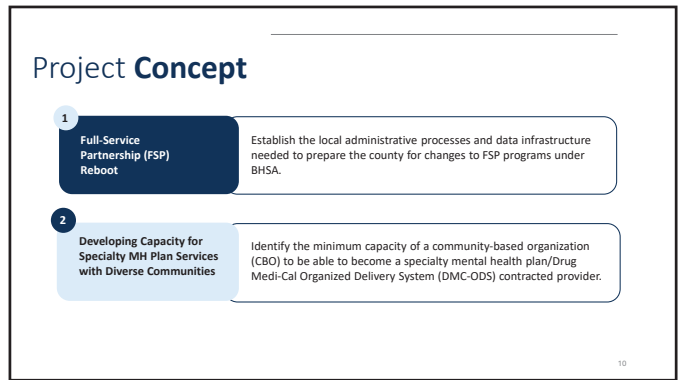 Project Concept
1
Full-Service
Partnership (FSP)
Reboot
Establish the local administrative processes and data infrastructure
needed to prepare the county for changes to FSP programs under
BHSA.
2
Developing Capacity for
Specialty MH Plan Services
with Diverse Communities
Identify the minimum capacity of a community-based organization
(CBO) to be able to become a specialty mental health plan/Drug
Medi-Cal Organized Delivery System (DMC-ODS) contracted provider.
10